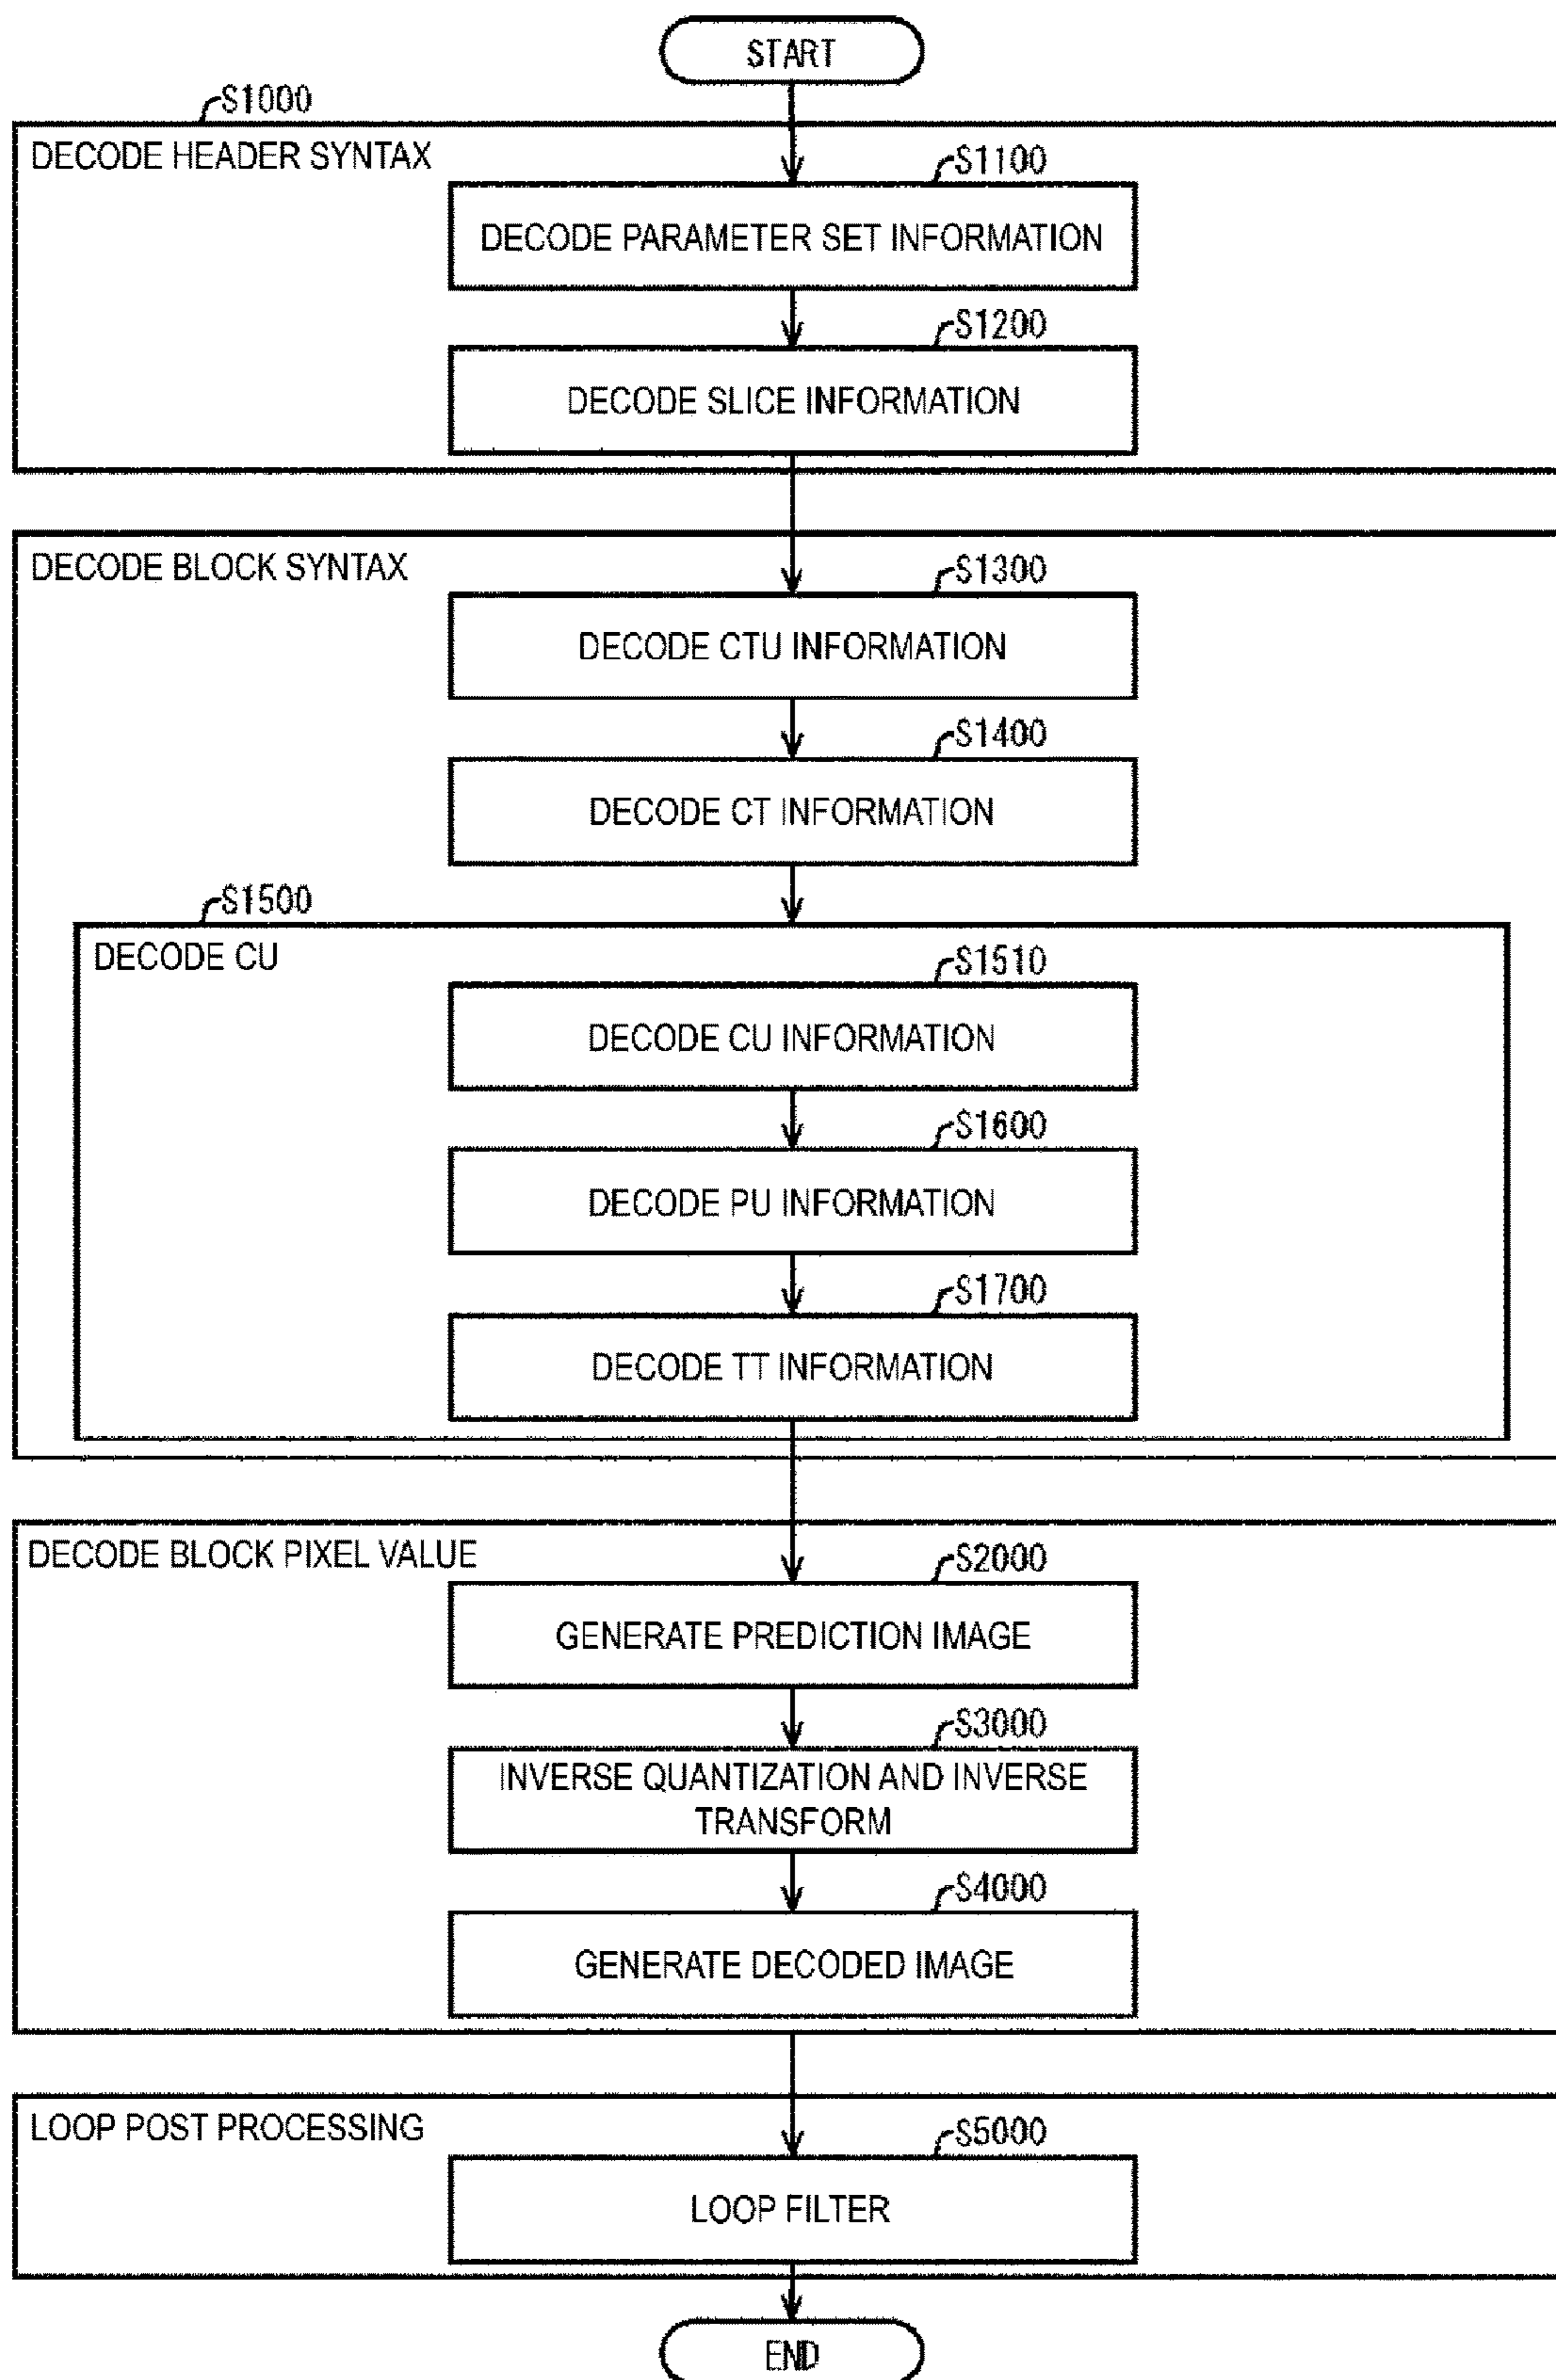 START
S1000
DECODE HEADER SYNTAX
S1100
DECODE PARAMETER SET INFORMATION
S1200
DECODE SLICE INFORMATION
DECODE BLOCK SYNTAX
S1300
DECODE CTU INFORMATION
S1400
DECODE CT INFORMATION
S1500
DECODE CU
S1510
DECODE CU INFORMATION
S1600
DECODE PU INFORMATION
S1700
DECODE TT INFORMATION
DECODE BLOCK PIXEL VALUE
S2000
GENERATE PREDICTION IMAGE
S3000
INVERSE QUANTIZATION AND INVERSE
TRANSFORM
S4000
GENERATE DECODED IMAGE
LOOP POST PROCESSING
S5000
LOOP FILTER
END